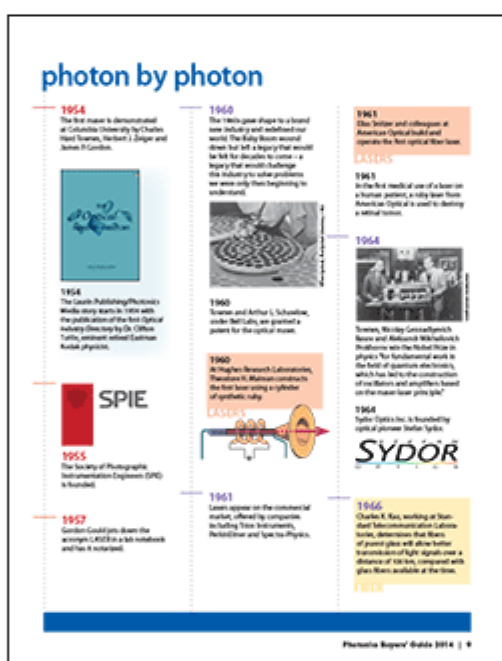 photon by photon
1954
The first maser is demonstrated
at Columbia University by Charles
Hard Townes, Herbert J. Zeiger and
James P. Gordon.
1954
The Laurin Publishing/Photonics
Media story starts in 1954 with
the publication of the first Optical
Industry Directory by Dr. Clifton
Tuttle, eminent retired Eastman
Kodak physicist.
SPIE
1955
The Society of Photographic
Instrumentation Engineers (SPIE)
is founded.
1957
Gordon Gould jots down the
acronym LASER in a lab notebook
and has it notarized.
1960
The 1960s gave shape to a brand
new industry and redefined our
world. The Baby Boom wound
down but left a legacy that would
be felt for decades to come – a
legacy that would challenge
this industry to solve problems
we were only then beginning to
understand.
1960
Townes and Arthur L. Schawlow,
under Bell Labs, are granted a
patent for the optical maser.
1960
At Hughes Research Laboratories,
Theodore H. Maiman constructs
the first laser using a cylinder
of synthetic ruby.
LASERS
1961
Lasers appear on the commercial
market, offered by companies
including Trion Instruments,
PerkinElmer and Spectra-Physics.
1961
Elias Snitzer and colleagues at
American Optical build and
operate the first optical fiber laser.
LASERS
1961
In the first medical use of a laser on
a human patient, a ruby laser from
American Optical is used to destroy
a retinal tumor.
1964
Townes, Nicolay Gennadiyevich
Basov and Aleksandr Mikhailovich
Prokhorov win the Nobel Prize in
physics "for fundamental work in
the field of quantum electronics,
which has led to the construction
of oscillators and amplifiers based
on the maser-laser principle."
1964
Sydor Optics Inc. is founded by
optical pioneer Stefan Sydor.
SYDOR
OPTICS
1966
Charles K. Kao, working at Stan-
dard Telecommunication Labora-
tories, determines that fibers
of purest glass will allow better
transmission of light signals over a
distance of 100 km, compared with
glass fibers available at the time.
FIBER
Photonics Buyers' Guide 2014 | 9